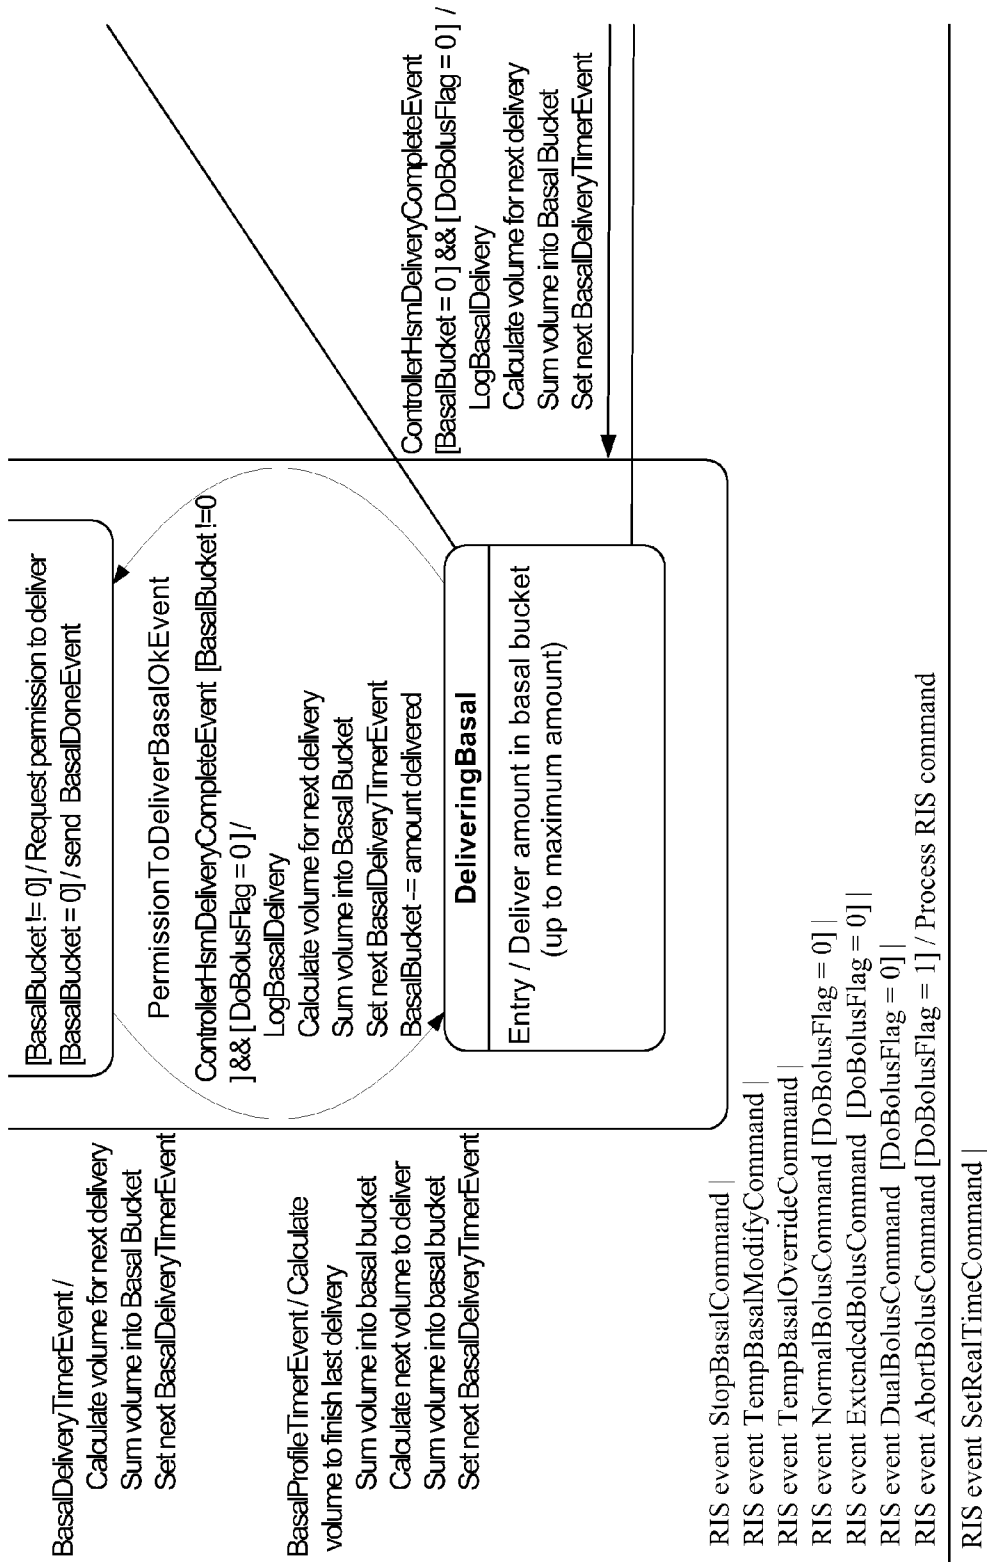 BasalDeliveryTimerEvent /
Calculate volume for next delivery
Sum volume into Basal Bucket
Set next BasalDeliveryTimerEvent
BasalProfileTimerEvent / Calculate
volume to finish last delivery
Sum volume into basal bucket
Calculate next volume to deliver
Sum volume into basal bucket
Set next BasalDeliveryTimerEvent
[BasalBucket != 0] / Request permission to deliver
[BasalBucket = 0] / send BasalDoneEvent
PermissionToDeliverBasalOkEvent
ControllerHsmDeliveryCompleteEvent [BasalBucket !=0
] && [ DoBolusFlag = 0 ] /
LogBasalDelivery
Calculate volume for next delivery
Sum volume into Basal Bucket
Set next BasalDeliveryTimerEvent
BasalBucket -= amount delivered
DeliveringBasal
Entry / Deliver amount in basal bucket
(up to maximum amount)
ControllerHsmDeliveryCompleteEvent
[BasalBucket = 0 ] && [ DoBolusFlag = 0 ] /
LogBasalDelivery
Calculate volume for next delivery
Sum volume into Basal Bucket
Set next BasalDeliveryTimerEvent
RIS event StopBasalCommand |
RIS event TempBasalModifyCommand |
RIS event TempBasalOverrideCommand |
RIS event NormalBolusCommand [DoBolusFlag = 0] |
RIS event ExtendedBolusCommand [DoBolusFlag = 0] |
RIS event DualBolusCommand [DoBolusFlag = 0] |
RIS event AbortBolusCommand [DoBolusFlag = 1] / Process RIS command
RIS event SetRealTimeCommand |